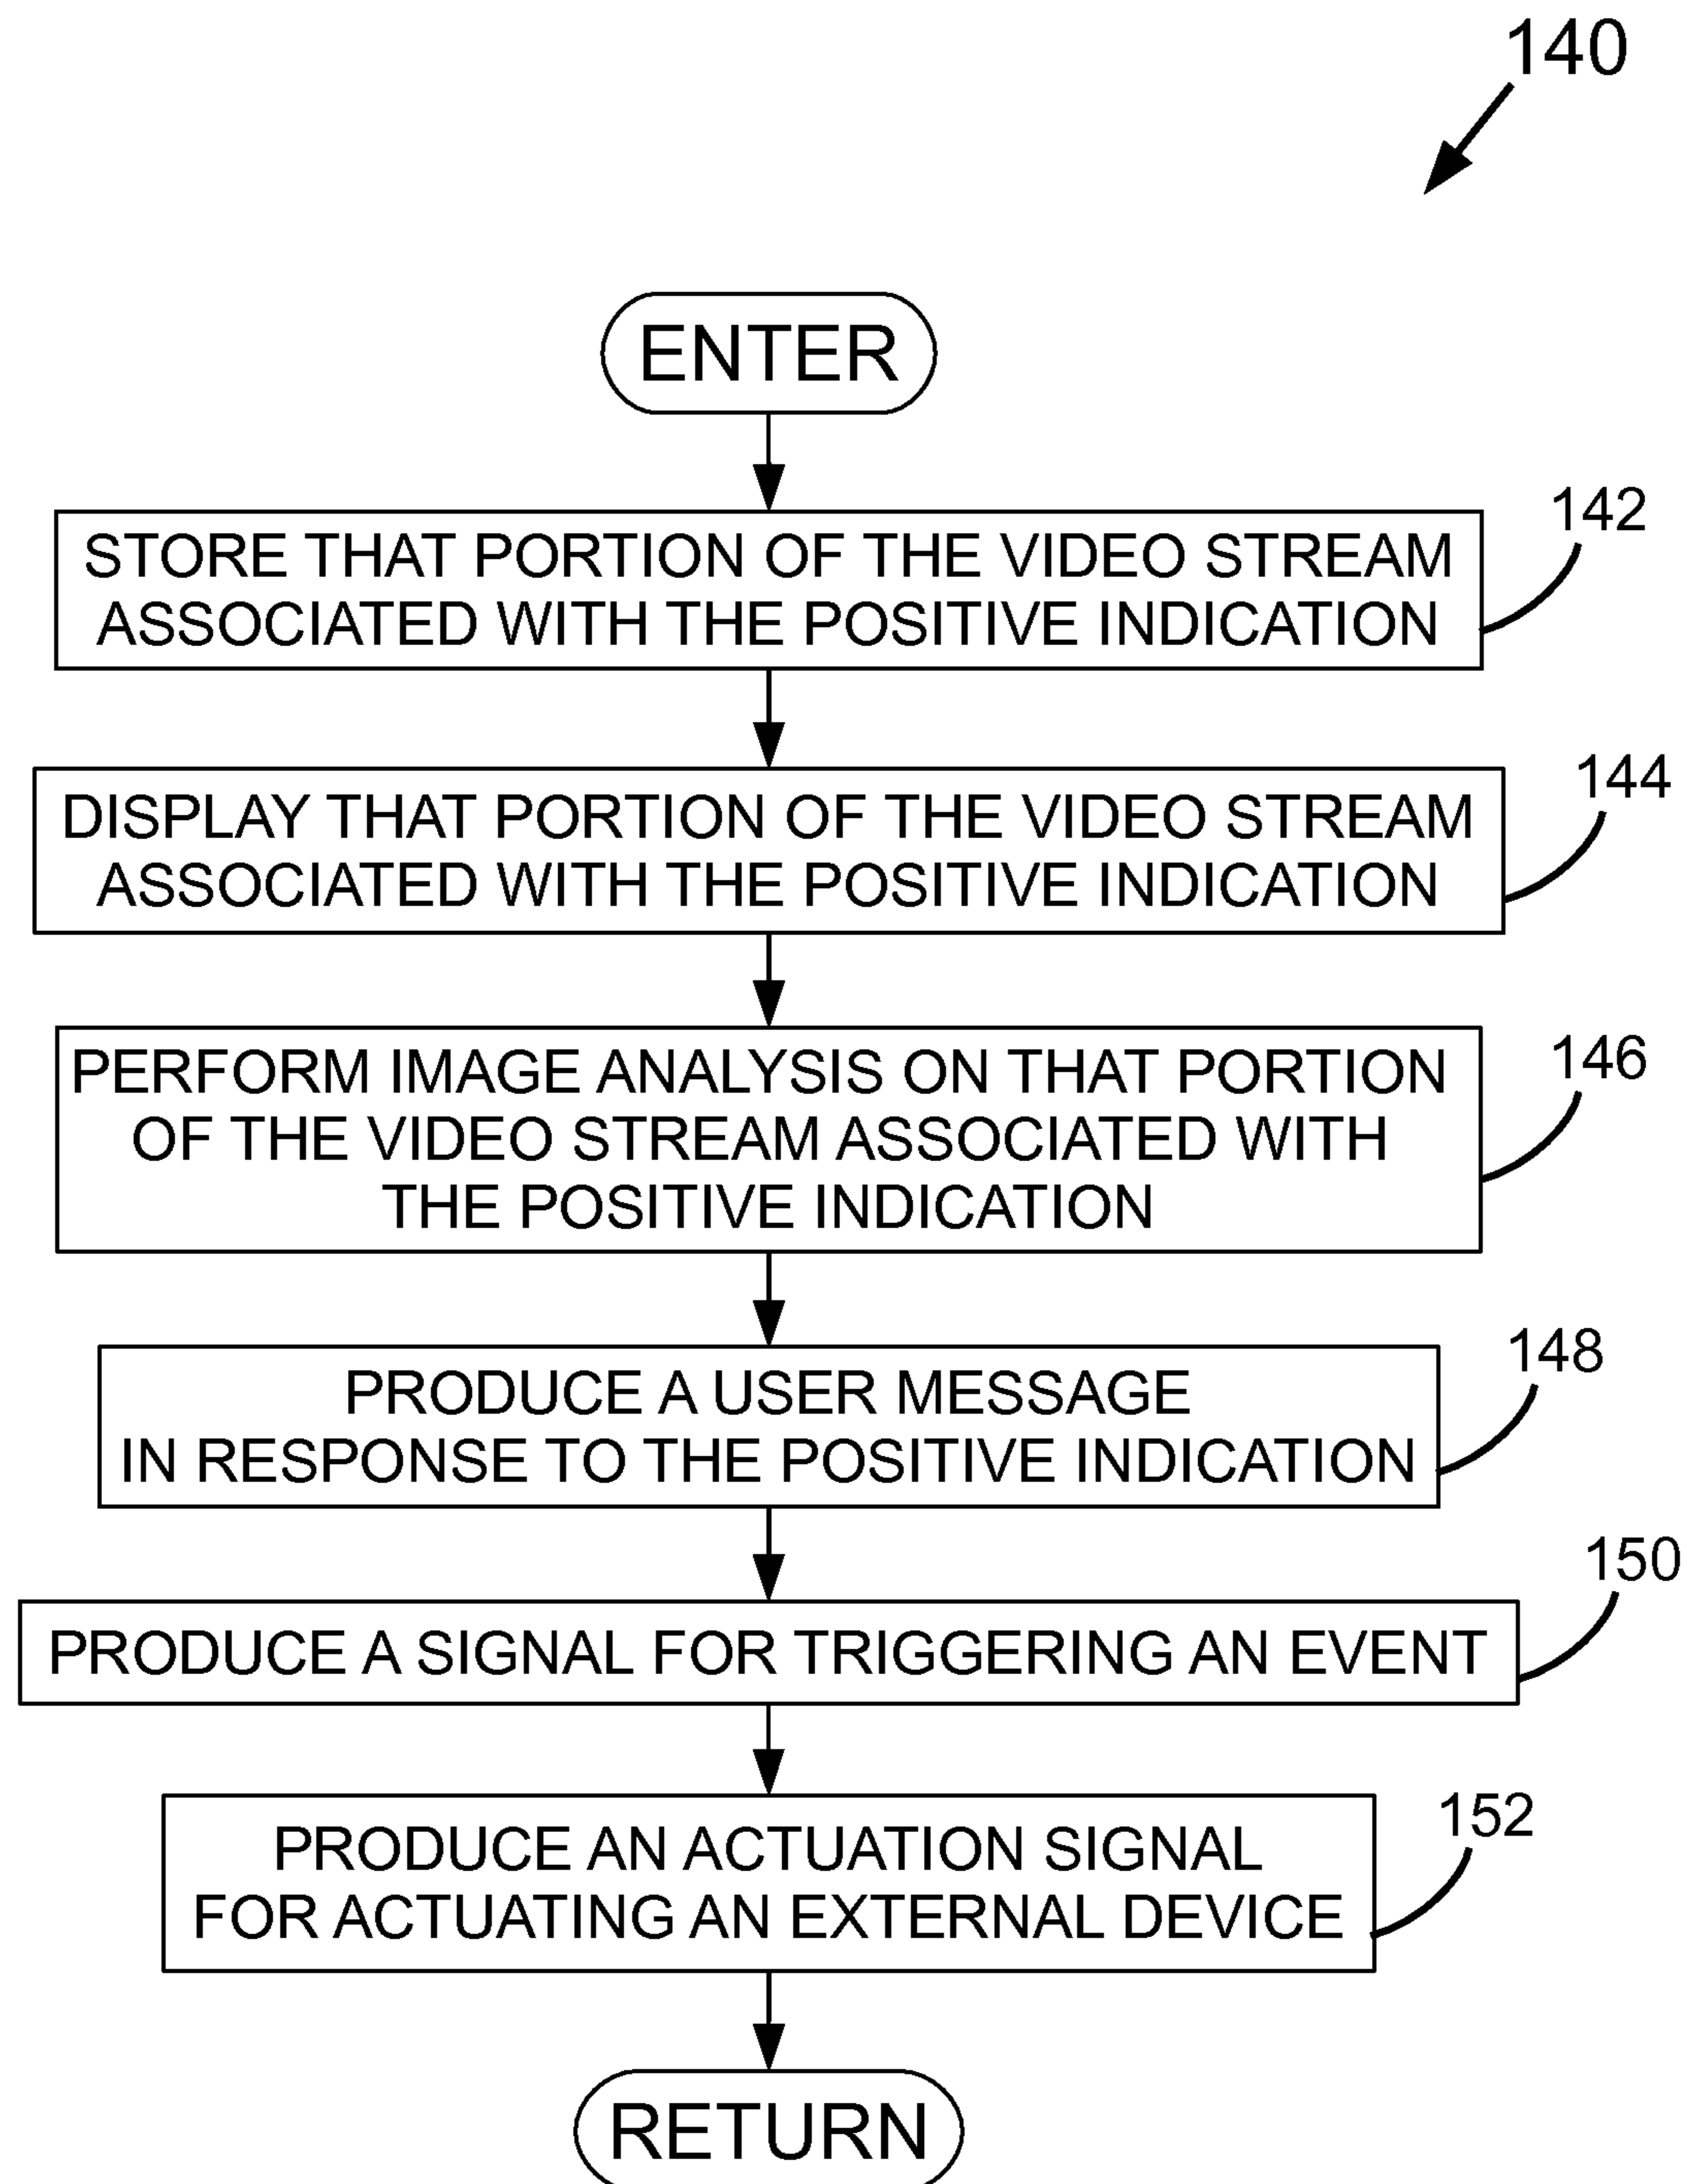 140
ENTER
142
STORE THAT PORTION OF THE VIDEO STREAM
ASSOCIATED WITH THE POSITIVE INDICATION
144
DISPLAY THAT PORTION OF THE VIDEO STREAM
ASSOCIATED WITH THE POSITIVE INDICATION
146
PERFORM IMAGE ANALYSIS ON THAT PORTION
OF THE VIDEO STREAM ASSOCIATED WITH
THE POSITIVE INDICATION
148
PRODUCE A USER MESSAGE
IN RESPONSE TO THE POSITIVE INDICATION
150
PRODUCE A SIGNAL FOR TRIGGERING AN EVENT
152
PRODUCE AN ACTUATION SIGNAL
FOR ACTUATING AN EXTERNAL DEVICE
RETURN